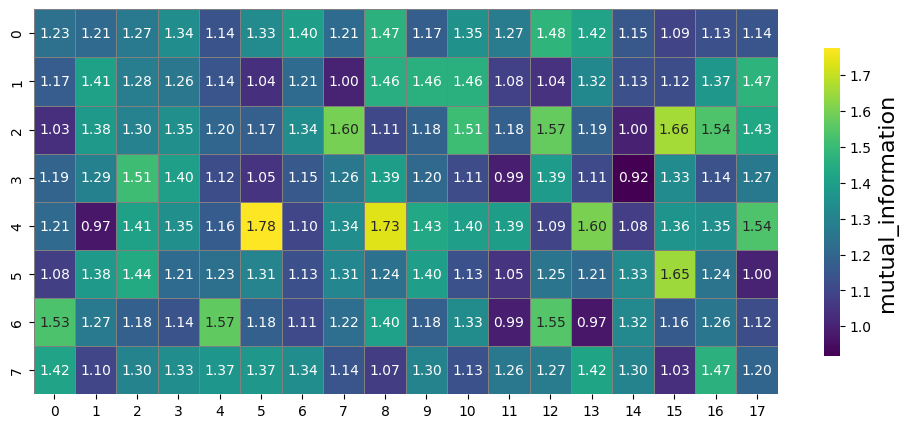 0 1.23 1.21 1.27 1.34 1.14 1.33 1.40 1.21 1.47 1.17 1.35 1.27 1.48 1.42 1.15 1.09 1.13 1.14
1 1.17 1.41 1.28 1.26 1.14 1.04 1.21 1.00 1.46 1.46 1.46 1.08 1.04 1.32 1.13 1.12 1.37 1.47
2 1.03 1.38 1.30 1.35 1.20 1.17 1.34 1.60 1.11 1.18 1.51 1.18 1.57 1.19 1.00 1.66 1.54 1.43
3 1.19 1.29 1.51 1.40 1.12 1.05 1.15 1.26 1.39 1.20 1.11 0.99 1.39 1.11 0.92 1.33 1.14 1.27
4 1.21 0.97 1.41 1.35 1.16 1.78 1.10 1.34 1.73 1.43 1.40 1.39 1.09 1.60 1.08 1.36 1.35 1.54
5 1.08 1.38 1.44 1.21 1.23 1.31 1.13 1.31 1.24 1.40 1.13 1.05 1.25 1.21 1.33 1.65 1.24 1.00
6 1.53 1.27 1.18 1.14 1.57 1.18 1.11 1.22 1.40 1.18 1.33 0.99 1.55 0.97 1.32 1.16 1.26 1.12
7 1.42 1.10 1.30 1.33 1.37 1.37 1.34 1.14 1.07 1.30 1.13 1.26 1.27 1.42 1.30 1.03 1.47 1.20
0 1 2 3 4 5 6 7 8 9 10 11 12 13 14 15 16 17
1.7
1.6
1.5
1.4
1.3
1.2
1.1
1.0
mutual_information